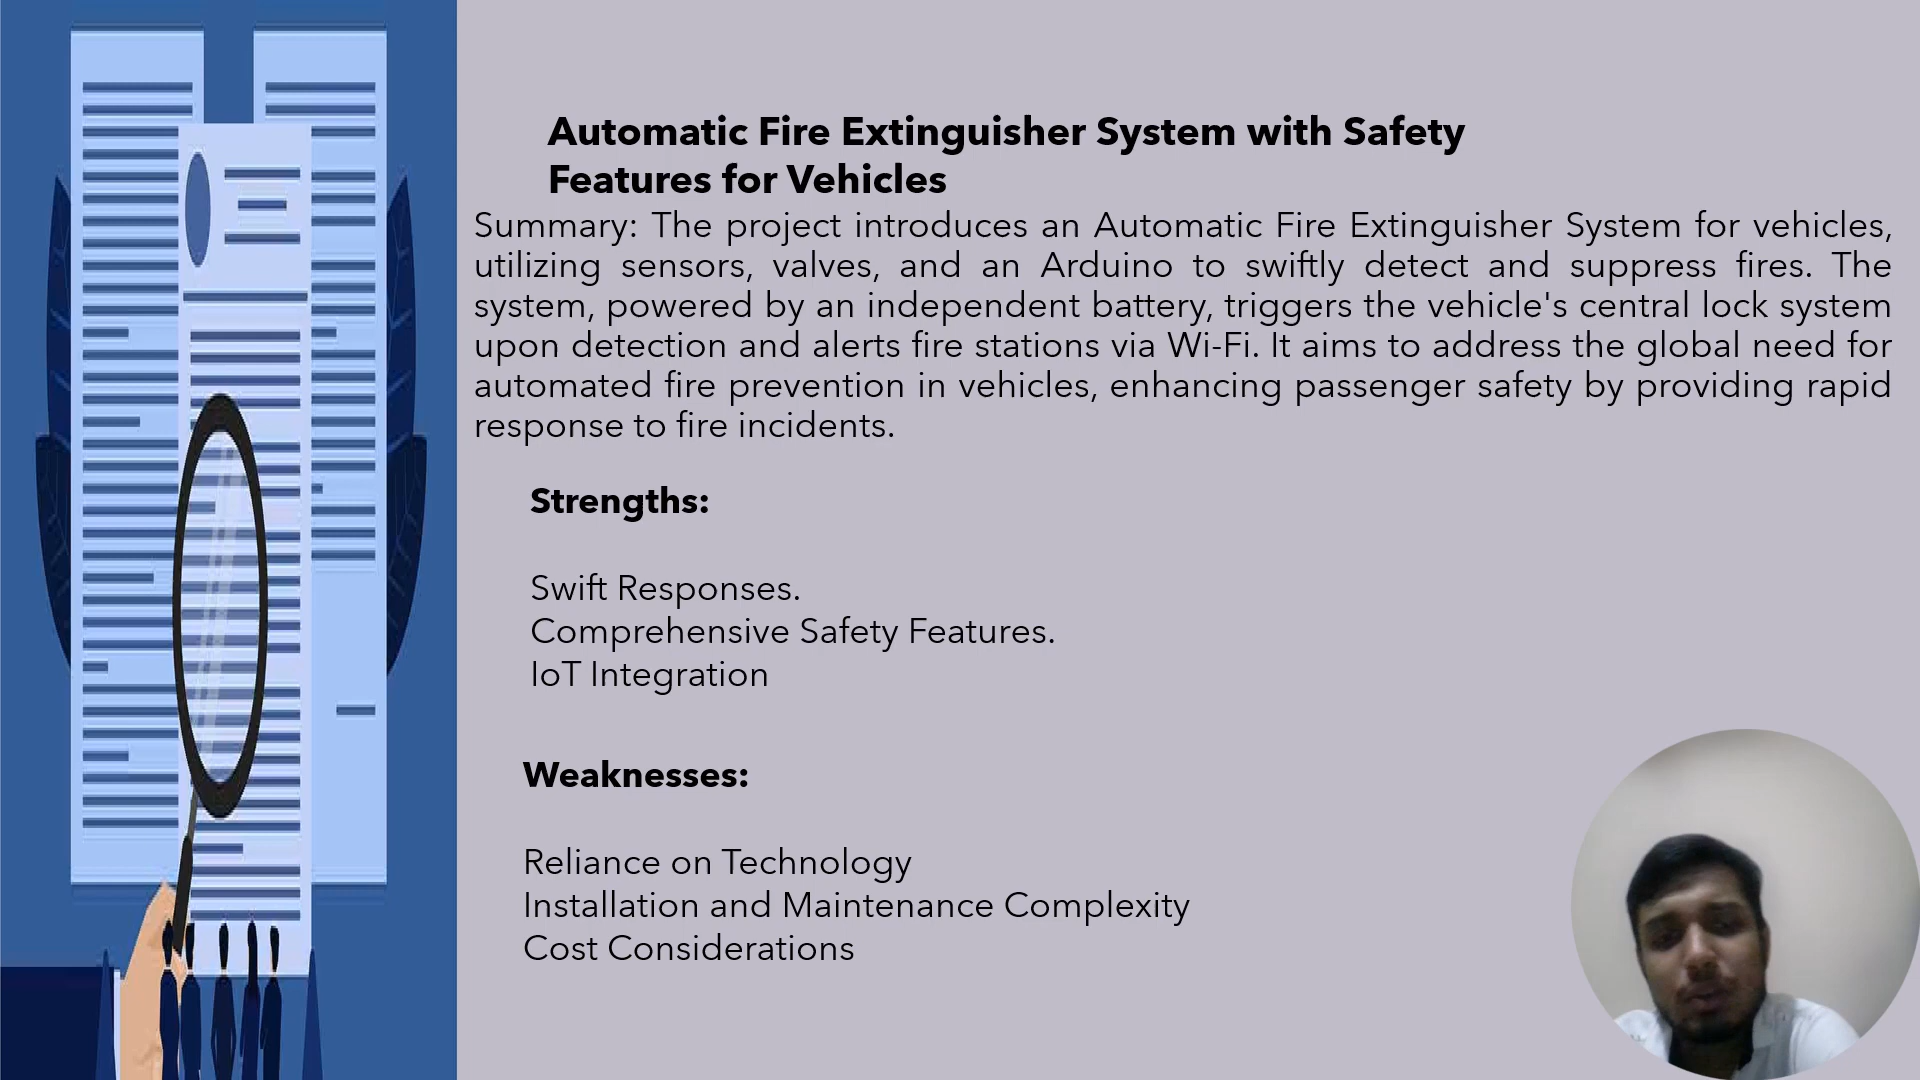 Automatic Fire Extinguisher System with Safety
Features for Vehicles
Summary: The project introduces an Automatic Fire Extinguisher System for vehicles,
utilizing sensors, valves, and an Arduino to swiftly detect and suppress fires. The
system, powered by an independent battery, triggers the vehicle's central lock system
upon detection and alerts fire stations via Wi-Fi. It aims to address the global need for
automated fire prevention in vehicles, enhancing passenger safety by providing rapid
response to fire incidents.
Strengths:
Swift Responses.
Comprehensive Safety Features.
IoT Integration
Weaknesses:
Reliance on Technology
Installation and Maintenance Complexity
Cost Considerations